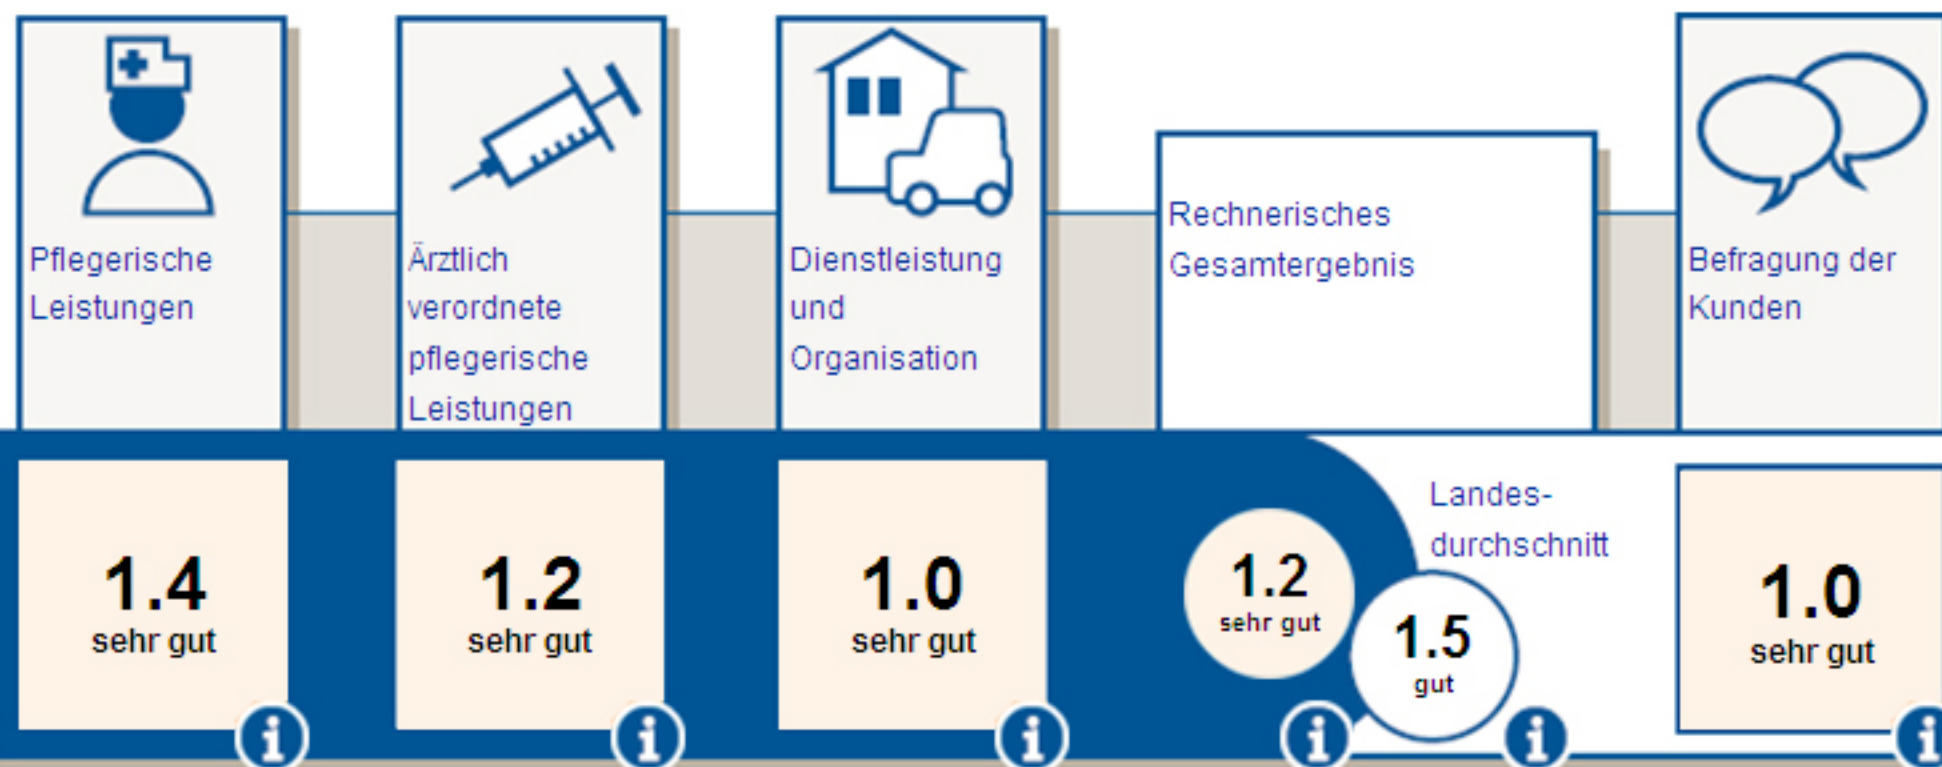 Pflegerische
Leistungen
Ärztlich
verordnete
pflegerische
Leistungen
Dienstleistung
und
Organisation
Rechnerisches
Gesamtergebnis
Befragung der
Kunden
1.4
sehr gut
1.2
sehr gut
1.0
sehr gut
1.2
sehr gut
Landes-
durchschnitt
1.5
gut
1.0
sehr gut
i
i
i
i
i
i